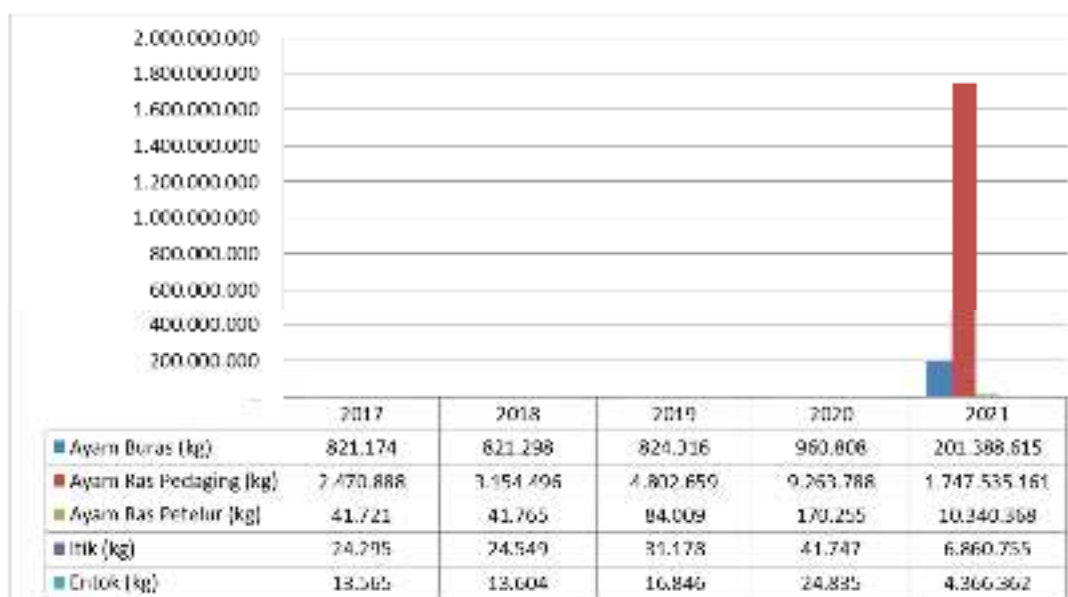 2.000.000.000
1.800.000.000
1.600.000.000
1.400.000.000
1.200.000.000
1.000.000.000
800.000.000
600.000.000
400.000.000
200.000.000
-
2017 2018 2019 2020 2021
Ayam Buras (kg) 821.174 821.298 824.316 960.808 201.388.615
Ayam Ras Pedaging (kg) 2.470.888 3.154.496 4.802.659 9.263.788 1.747.535.161
Ayam Ras Petelur (kg) 41.721 41.765 84.009 170.255 10.340.368
Itik (kg) 24.295 24.549 31.178 41.747 6.860.755
Entok (kg) 13.565 13.604 16.846 24.835 4.366.362